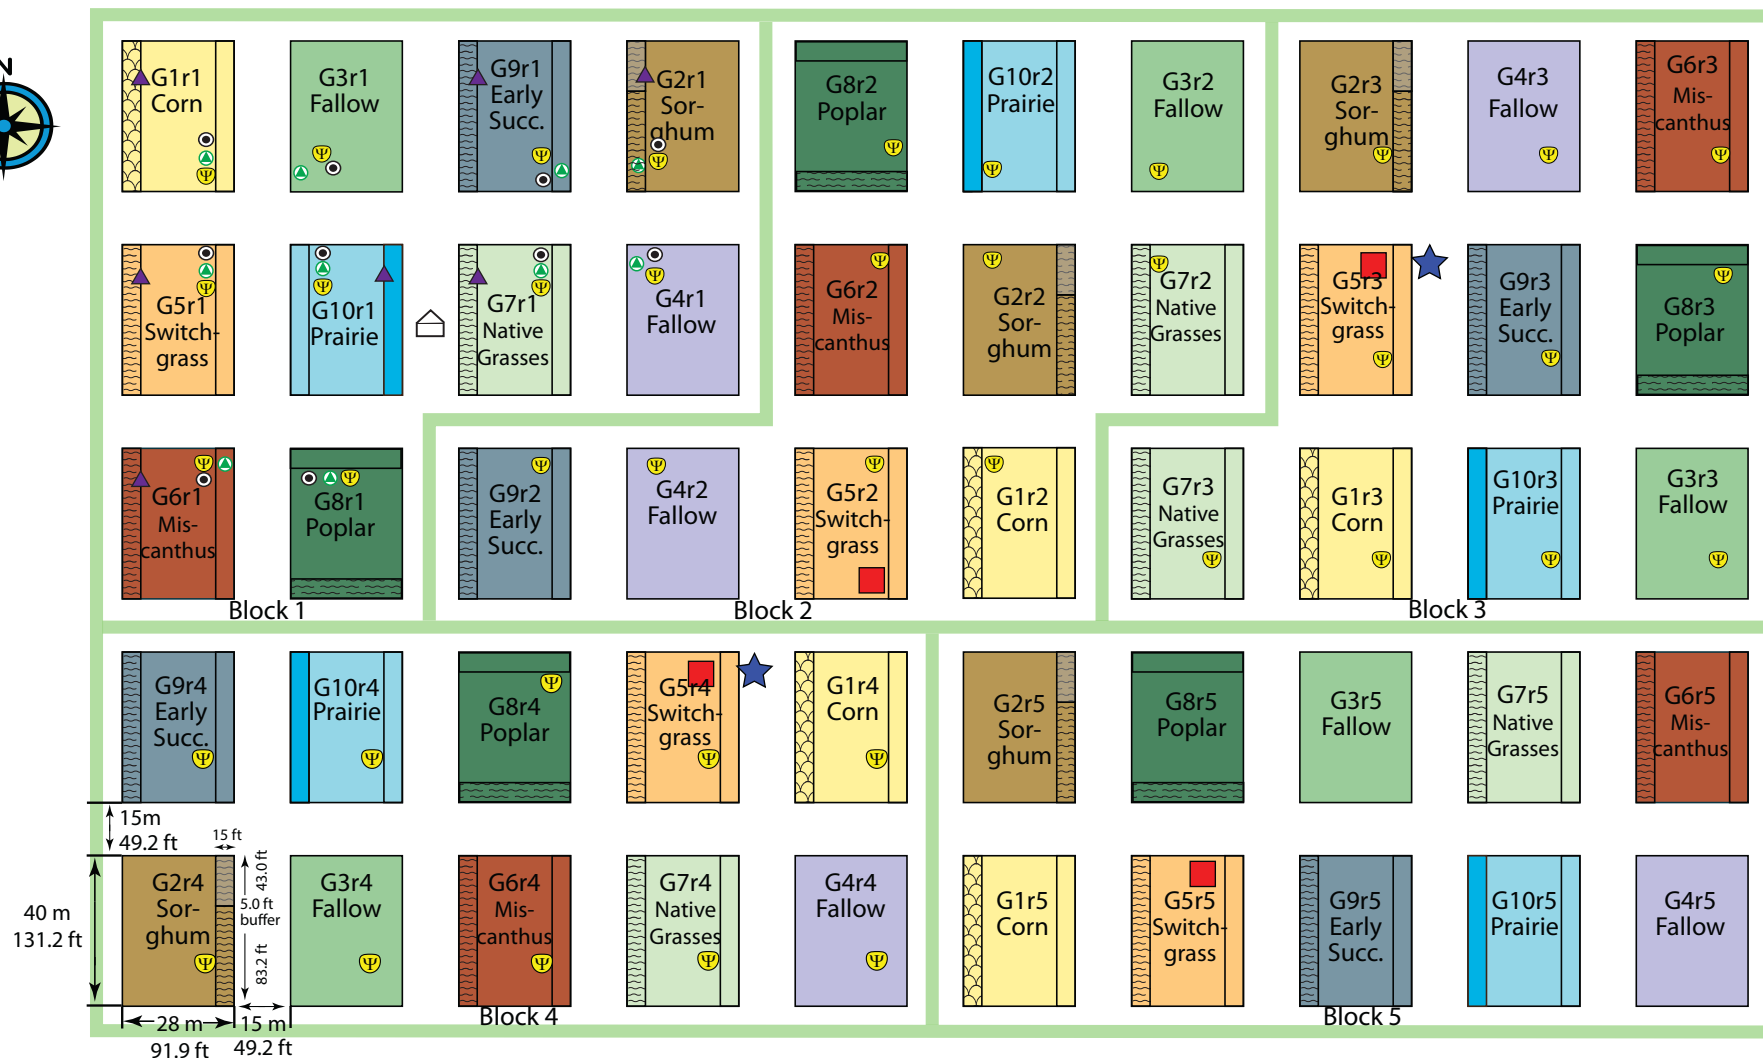 Z
G1r1
Corn
G3r1
Fallow
G9r1
Early
Succ.
G2r1
Sor-
ghum
G8r2
Poplar
G10r2
Prairie
G3r2
Fallow
G2r3
Sor-
ghum
G4r3
Fallow
G6r3
Mis-
canthus
G5r1
Switch-
grass
G10r1
Prairie
G7r1
Native
Grasses
G4r1
Fallow
G6r2
Mis-
canthus
G2r2
Sor-
ghum
G7r2
Native
Grasses
G5r3
Switch-
grass
G9r3
Early
Succ.
G8r3
Poplar
G6r1
Mis-
canthus
G8r1
Poplar
G9r2
Early
Succ.
G4r2
Fallow
G5r2
Switch-
grass
G1r2
Corn
G7r3
Native
Grasses
G1r3
Corn
G10r3
Prairie
G3r3
Fallow
Block 1
Block 2
Block 3
G9r4
Early
Succ.
G10r4
Prairie
G8r4
Poplar
G5r4
Switch-
grass
G1r4
Corn
G2r5
Sor-
ghum
G8r5
Poplar
G3r5
Fallow
G7r5
Native
Grasses
G6r5
Mis-
canthus
15m
49.2 ft
15 ft
40 m
131.2 ft
G2r4
Sor-
ghum
43.0 ft
5.0 ft
buffer
83.2 ft
G3r4
Fallow
G6r4
Mis-
canthus
G7r4
Native
Grasses
G4r4
Fallow
G1r5
Corn
G5r5
Switch-
grass
G9r5
Early
Succ.
G10r5
Prairie
G4r5
Fallow
28 m
91.9 ft
15 m
49.2 ft
Block 4
Block 5